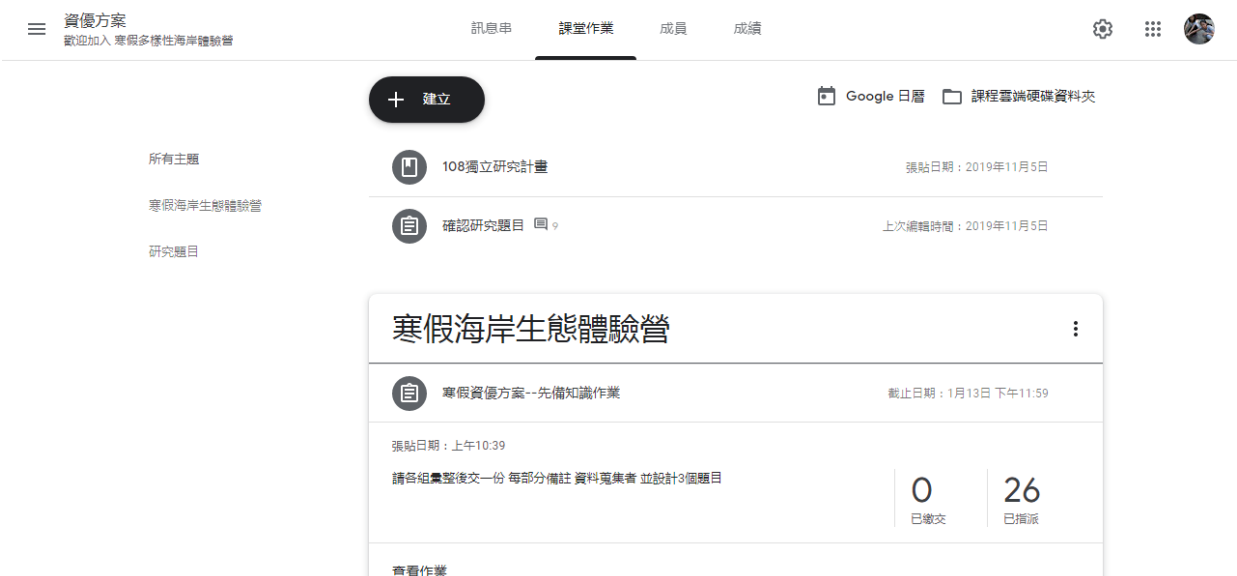 資優方案
歡迎加入 寒假多樣性海岸體驗營
訊息串
課堂作業
成員
成績
建立
Google 日曆
課程雲端硬碟資料夾
所有主題
寒假海岸生態體驗營
研究題目
108獨立研究計畫
張貼日期：2019年11月5日
確認研究題目
9
上次編輯時間：2019年11月5日
寒假海岸生態體驗營
寒假資優方案--先備知識作業
截止日期：1月13日 下午11:59
張貼日期：上午10:39
請各組彙整後交一份 每部分備註 資料蒐集者 並設計3個題目
0
已繳交
26
已指派
查看作業